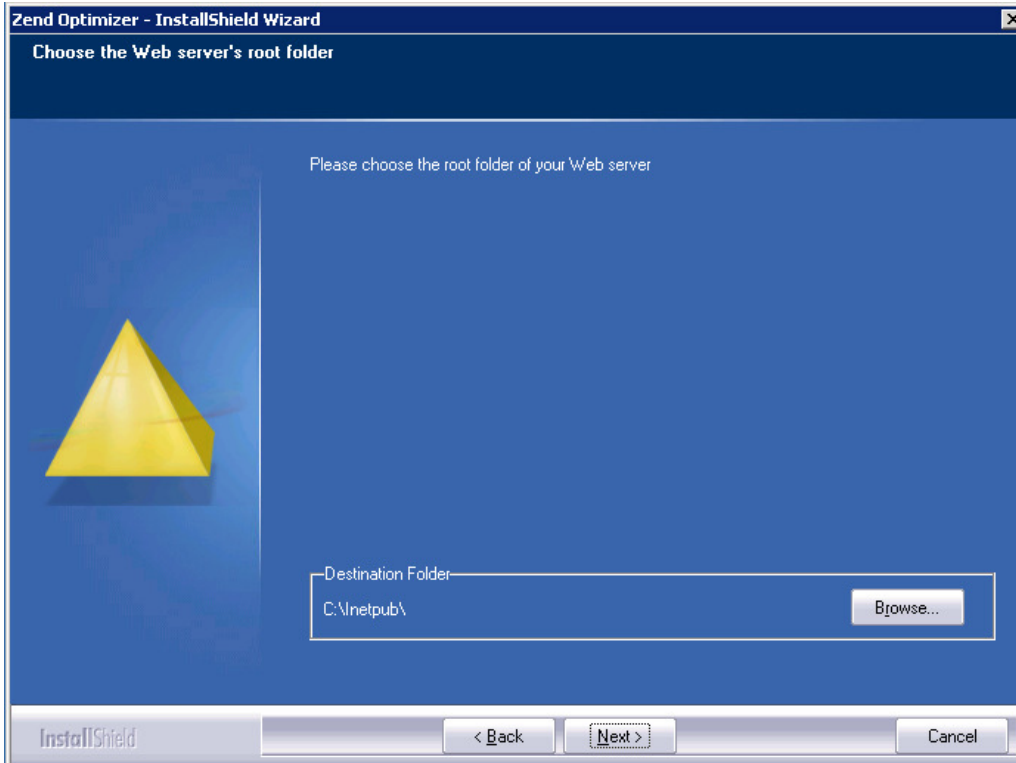 Zend Optimizer - InstallShield Wizard
Choose the Web server's root folder
Please choose the root folder of your Web server
Destination Folder
C:\Inetpub\
Browse...
InstallShield
< Back
Next >
Cancel